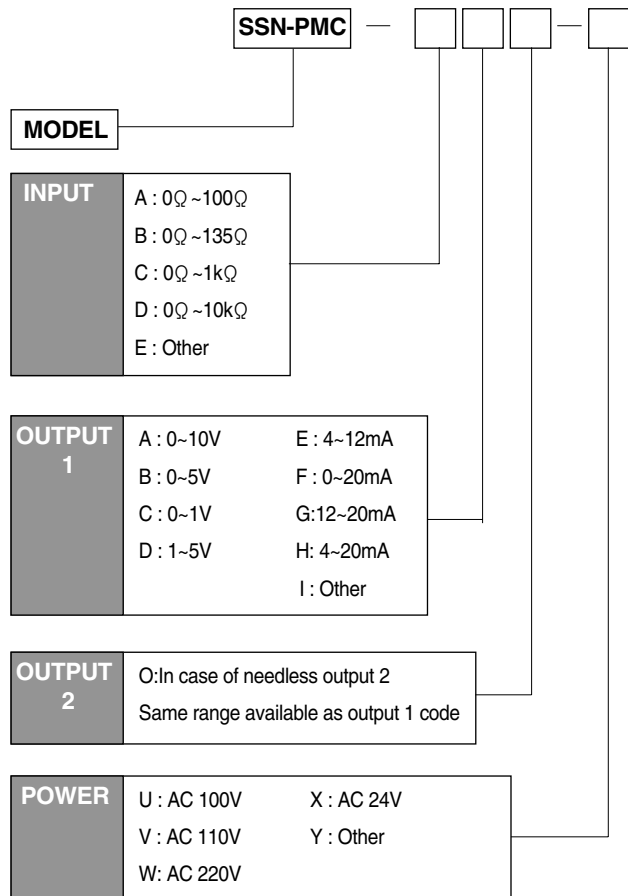 SSN-PMC —  —
MODEL
INPUT
A : 0Ω ~100Ω
B : 0Ω ~135Ω
C : 0Ω ~1kΩ
D : 0Ω ~10kΩ
E : Other
OUTPUT
1
A : 0~10V
B : 0~5V
C : 0~1V
D : 1~5V
E : 4~12mA
F : 0~20mA
G:12~20mA
H: 4~20mA
I : Other
OUTPUT
2
O:In case of needless output 2
Same range available as output 1 code
POWER
U : AC 100V
V : AC 110V
W: AC 220V
X : AC 24V
Y : Other